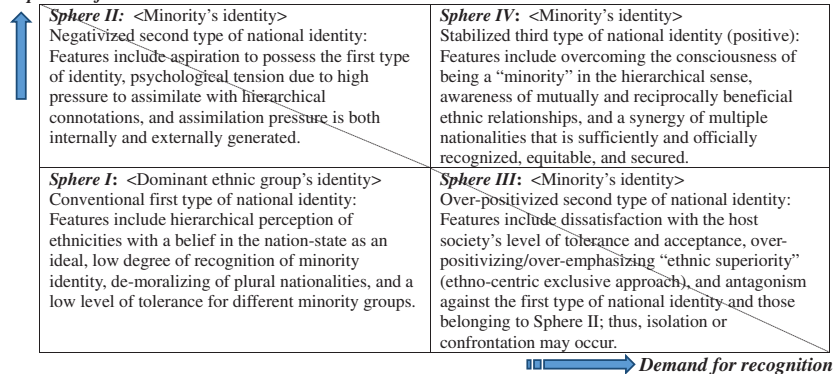 Sphere II: <Minority's identity>
Negativized second type of national identity:
Features include aspiration to possess the first type
of identity, psychological tension due to high
pressure to assimilate with hierarchical
connotations, and assimilation pressure is both
internally and externally generated.
Sphere IV: <Minority's identity>
Stabilized third type of national identity (positive):
Features include overcoming the consciousness of
being a “minority” in the hierarchical sense,
awareness of mutually and reciprocally beneficial
ethnic relationships, and a synergy of multiple
nationalities that is sufficiently and officially
recognized, equitable, and secured.
Sphere I: <Dominant ethnic group's identity>
Conventional first type of national identity:
Features include hierarchical perception of
ethnicities with a belief in the nation-state as an
ideal, low degree of recognition of minority
identity, de-moralizing of plural nationalities, and a
low level of tolerance for different minority groups.
Sphere III: <Minority's identity>
Over-positivized second type of national identity:
Features include dissatisfaction with the host
society's level of tolerance and acceptance, over-
positivizing/over-emphasizing “ethnic superiority”
(ethno-centric exclusive approach), and antagonism
against the first type of national identity and those
belonging to Sphere II; thus, isolation or
confrontation may occur.
Demand for recognition